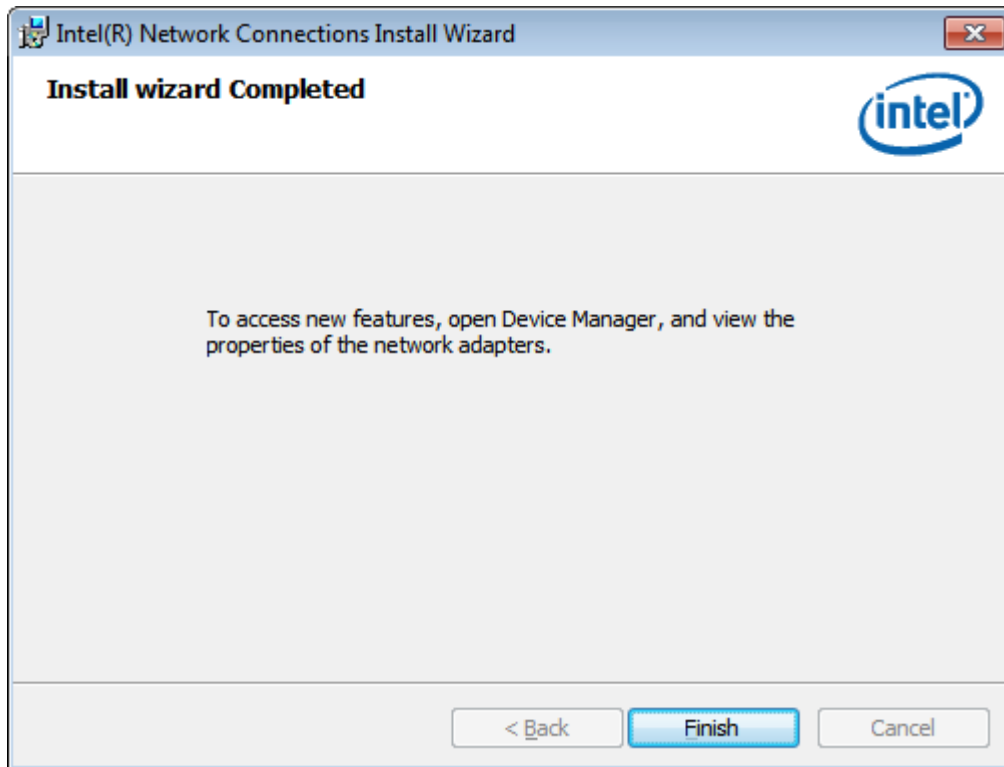 Intel(R) Network Connections Install Wizard
Install wizard Completed
intel
To access new features, open Device Manager, and view the
properties of the network adapters.
< Back
Finish
Cancel